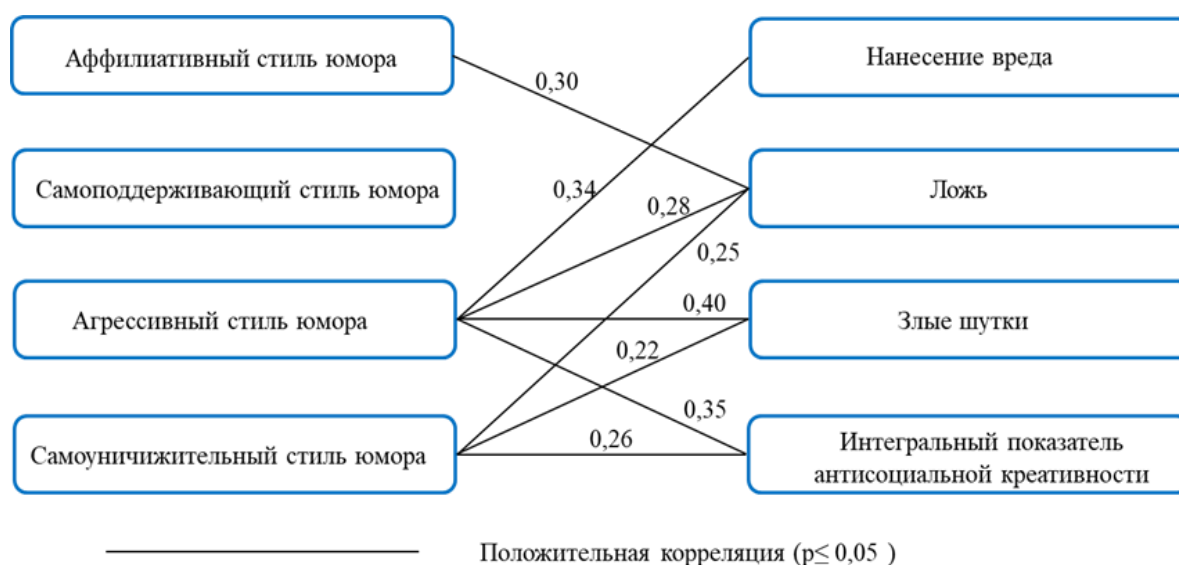 Аффилиативный стиль юмора
Нанесение вреда
0,30
Самоподдерживающий стиль юмора
0,34
0,28
Ложь
0,25
Агрессивный стиль юмора
0,40
Злые шутки
0,22
0,35
Самоуничижительный стиль юмора
0,26
Интегральный показатель
антисоциальной креативности
Положительная корреляция (p≤ 0,05 )